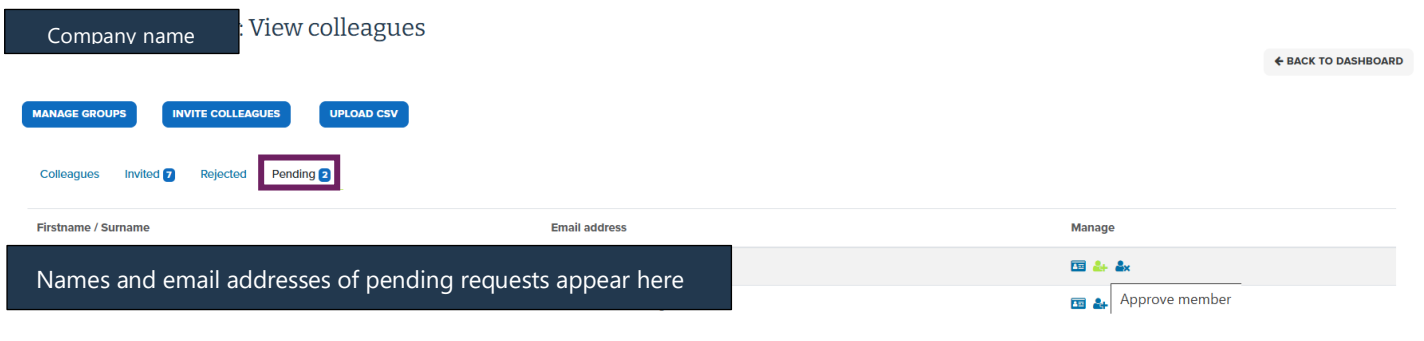 Company name : View colleagues
← BACK TO DASHBOARD
MANAGE GROUPS INVITE COLLEAGUES UPLOAD CSV
Colleagues Invited 7 Rejected Pending 2
Firstname / Surname Email address Manage
Names and email addresses of pending requests appear here
Approve member